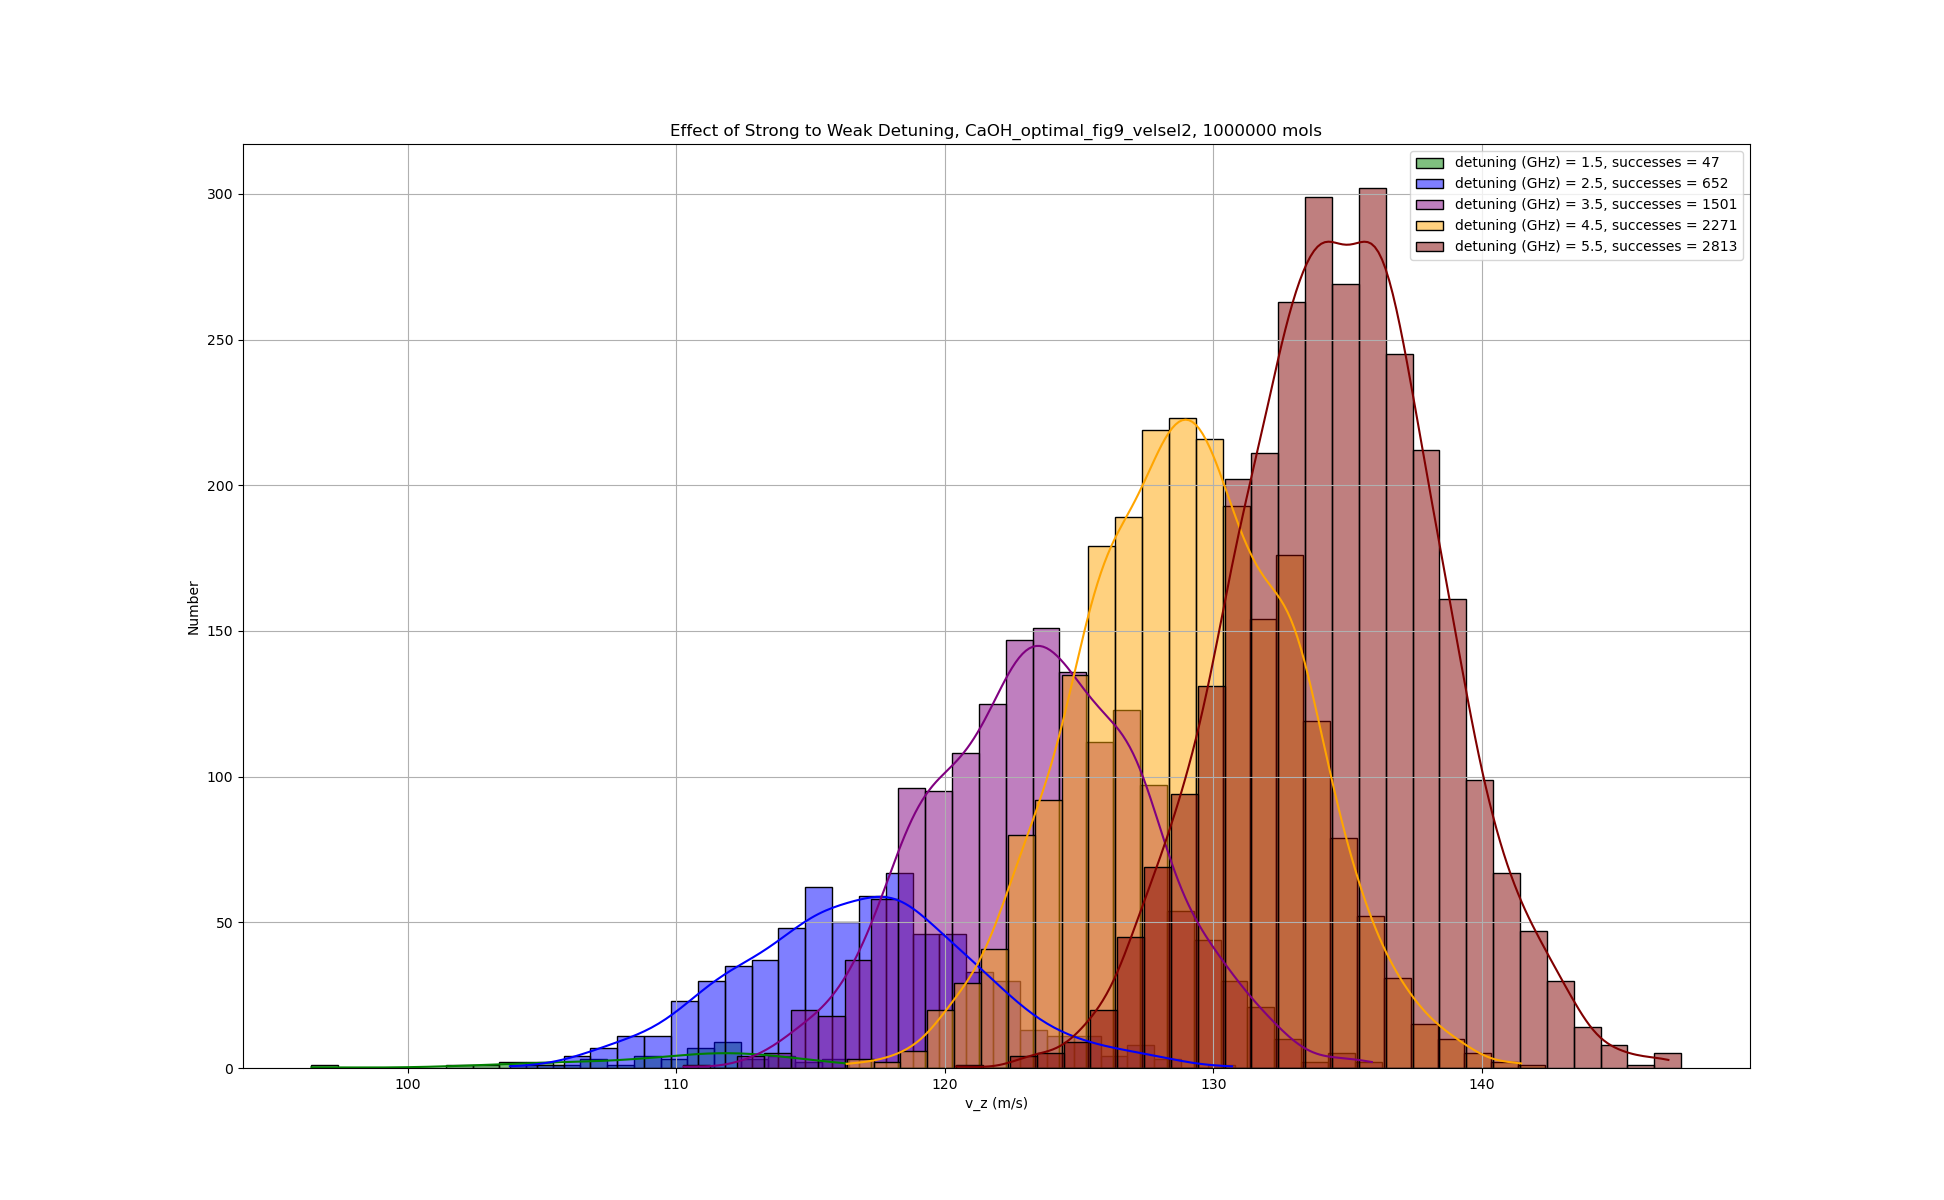 Effect of Strong to Weak Detuning, CaOH_optimal_fig9_velsel2, 1000000 mols
detuning (GHz) = 1.5, successes = 47
detuning (GHz) = 2.5, successes = 652
detuning (GHz) = 3.5, successes = 1501
detuning (GHz) = 4.5, successes = 2271
detuning (GHz) = 5.5, successes = 2813
300
250
200
150
100
50
0
Number
100 110 120 130 140
v_z (m/s)